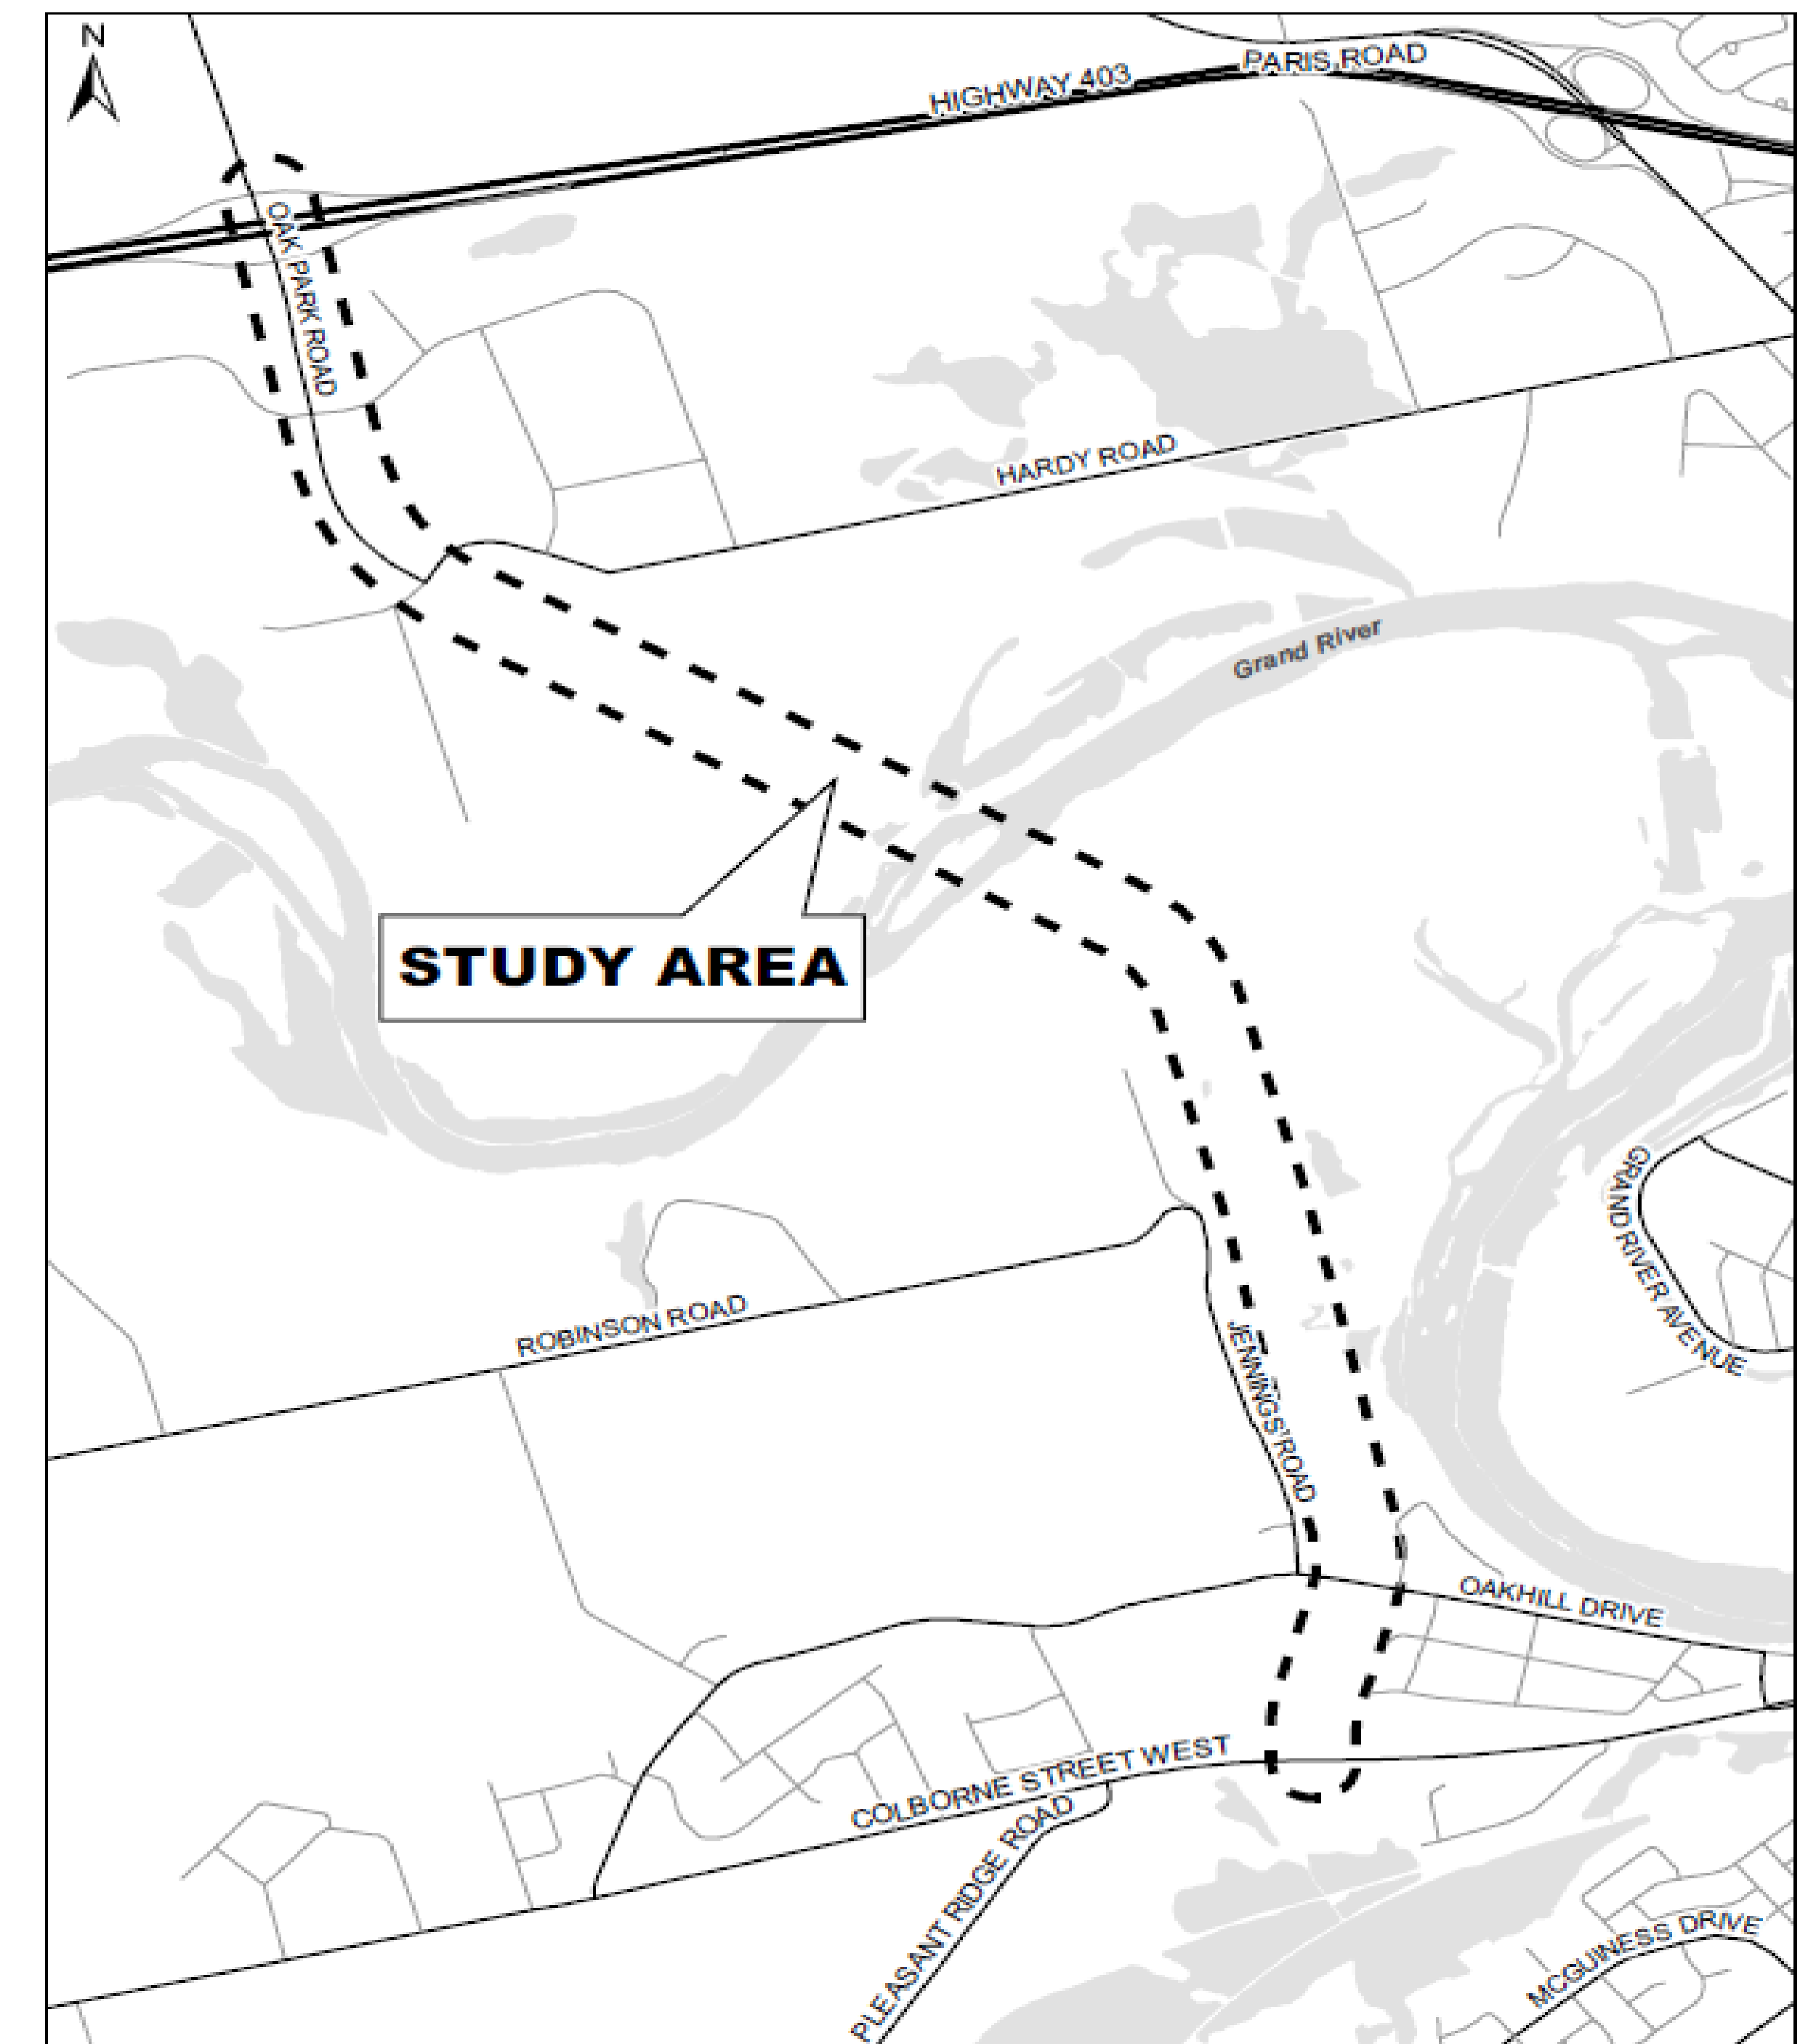 N
PARIS ROAD
HIGHWAY 403
OAK PARK ROAD
HARDY ROAD
Grand River
STUDY AREA
GRAND RIVER AVENUE
ROBINSON ROAD
JENNINGS ROAD
OAKHILL DRIVE
COLBORNE STREET WEST
PLEASANT RIDGE ROAD
MCGUINESS DRIVE